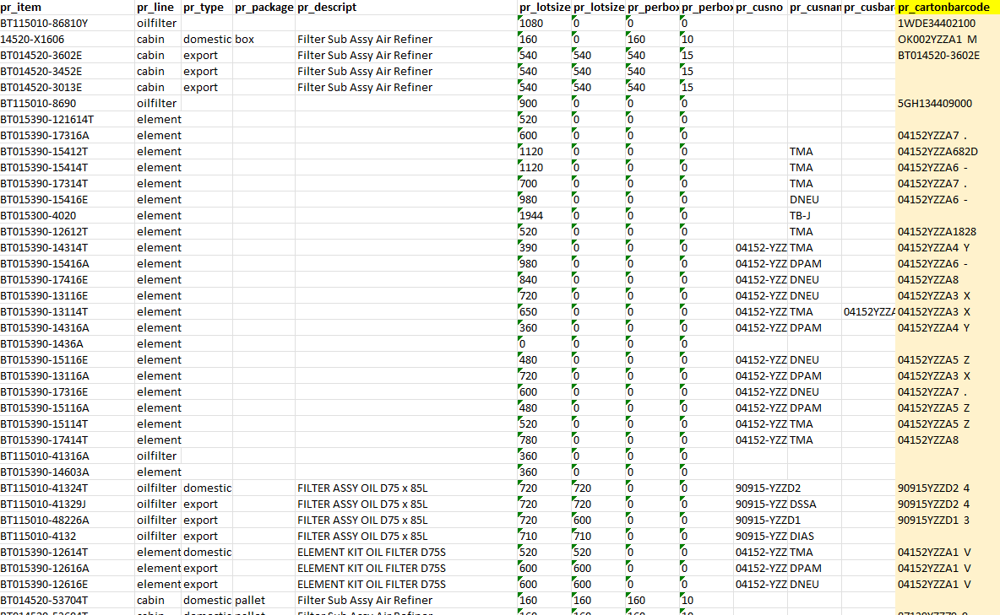 pr_item pr_line pr_type pr_package pr_descript pr_lotsize pr_lotsize pr_perbox pr_perbox pr_cusno pr_cusnam pr_cusbar pr_cartonbarcode
BT115010-86810Y oilfilter 1080 0 0 0 1WDE34402100
14520-X1606 cabin domestic box Filter Sub Assy Air Refiner 160 0 160 10 OK002YZZA1 M
BT014520-3602E cabin export Filter Sub Assy Air Refiner 540 540 540 15 BT014520-3602E
BT014520-3452E cabin export Filter Sub Assy Air Refiner 540 540 540 15
BT014520-3013E cabin export Filter Sub Assy Air Refiner 540 540 540 15
BT115010-8690 oilfilter 900 0 0 0 5GH134409000
BT015390-121614T element 520 0 0 0
BT015390-17316A element 600 0 0 0 04152YZZA7 .
BT015390-15412T element 1120 0 0 0 TMA 04152YZZA682D
BT015390-15414T element 1120 0 0 0 TMA 04152YZZA6 -
BT015390-17314T element 700 0 0 0 TMA 04152YZZA7 .
BT015390-15416E element 980 0 0 0 DNEU 04152YZZA6 -
BT015300-4020 element 1944 0 0 0 TB-J
BT015390-12612T element 520 0 0 0 TMA 04152YZZA1828
BT015390-14314T element 390 0 0 0 04152-YZZ TMA 04152YZZA4 Y
BT015390-15416A element 980 0 0 0 04152-YZZ DPAM 04152YZZA6 -
BT015390-17416E element 840 0 0 0 04152-YZZ DNEU 04152YZZA8
BT015390-13116E element 720 0 0 0 04152-YZZ DNEU 04152YZZA3 X
BT015390-13114T element 650 0 0 0 04152-YZZ TMA 04152YZZA 04152YZZA3 X
BT015390-14316A element 360 0 0 0 04152-YZZ DPAM 04152YZZA4 Y
BT015390-1436A element 0 0 0 0
BT015390-15116E element 480 0 0 0 04152-YZZ DNEU 04152YZZA5 Z
BT015390-13116A element 720 0 0 0 04152-YZZ DPAM 04152YZZA3 X
BT015390-17316E element 600 0 0 0 04152-YZZ DNEU 04152YZZA7 .
BT015390-15116A element 480 0 0 0 04152-YZZ DPAM 04152YZZA5 Z
BT015390-15114T element 520 0 0 0 04152-YZZ TMA 04152YZZA5 Z
BT015390-17414T element 780 0 0 0 04152-YZZ TMA 04152YZZA8
BT115010-41316A oilfilter 360 0 0 0
BT015390-14603A element 360 0 0 0
BT115010-41324T oilfilter domestic FILTER ASSY OIL D75 x 85L 720 720 0 0 90915-YZZD2 90915YZZD2 4
BT115010-41329J oilfilter export FILTER ASSY OIL D75 x 85L 720 720 0 0 90915-YZZ DSSA 90915YZZD2 4
BT115010-48226A oilfilter export FILTER ASSY OIL D75 x 85L 720 600 0 0 90915-YZZD1 90915YZZD1 3
BT115010-4132 oilfilter export FILTER ASSY OIL D75 x 85L 710 710 0 0 90915-YZZ DIAS
BT015390-12614T element domestic ELEMENT KIT OIL FILTER D75S 520 520 0 0 04152-YZZ TMA 04152YZZA1 V
BT015390-12616A element export ELEMENT KIT OIL FILTER D75S 600 600 0 0 04152-YZZ DPAM 04152YZZA1 V
BT015390-12616E element export ELEMENT KIT OIL FILTER D75S 600 600 0 0 04152-YZZ DNEU 04152YZZA1 V
BT014520-53704T cabin domestic pallet Filter Sub Assy Air Refiner 160 160 160 10
cabin domestic pallet Filter Sub Assy Air Refiner 160 160 160 10